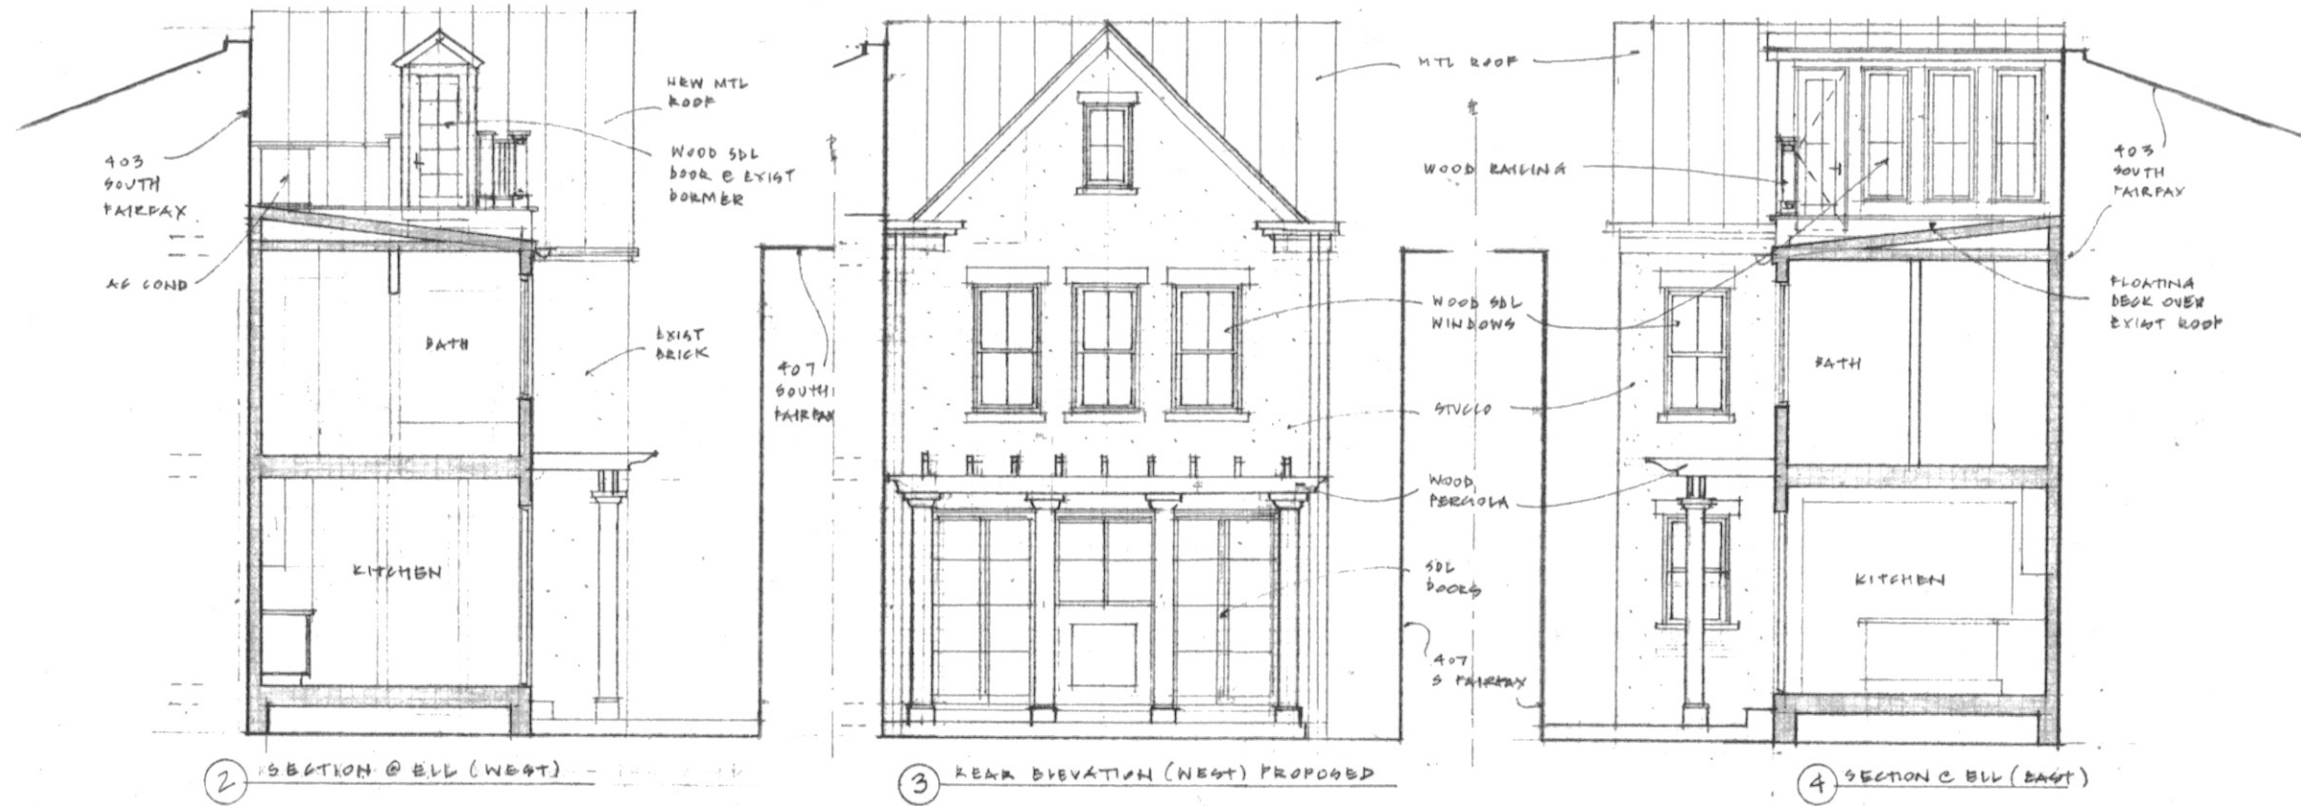 NEW MTL
ROOF
403
SOUTH
FAIRFAX
WOOD SDL
DOOR @ EXIST
DORMER
AC COND
BATH
EXIST
BRICK
407
SOUTH
FAIRFAX
KITCHEN
2 SECTION @ ELL (WEST)
MTL ROOF
WOOD RAILING
WOOD SDL
WINDOWS
STUCCO
WOOD
PERGOLA
SDL
DOORS
407
S FAIRFAX
3 REAR ELEVATION (WEST) PROPOSED
403
SOUTH
FAIRFAX
FLOATING
DECK OVER
EXIST ROOF
BATH
KITCHEN
4 SECTION @ ELL (EAST)